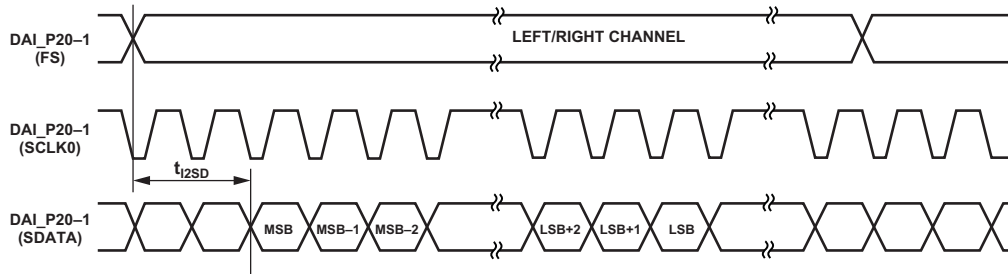 DAI_P20–1
(FS)
LEFT/RIGHT CHANNEL
DAI_P20–1
(SCLK0)
tI2SD
DAI_P20–1
(SDATA)
MSB
MSB–1
MSB–2
LSB+2
LSB+1
LSB